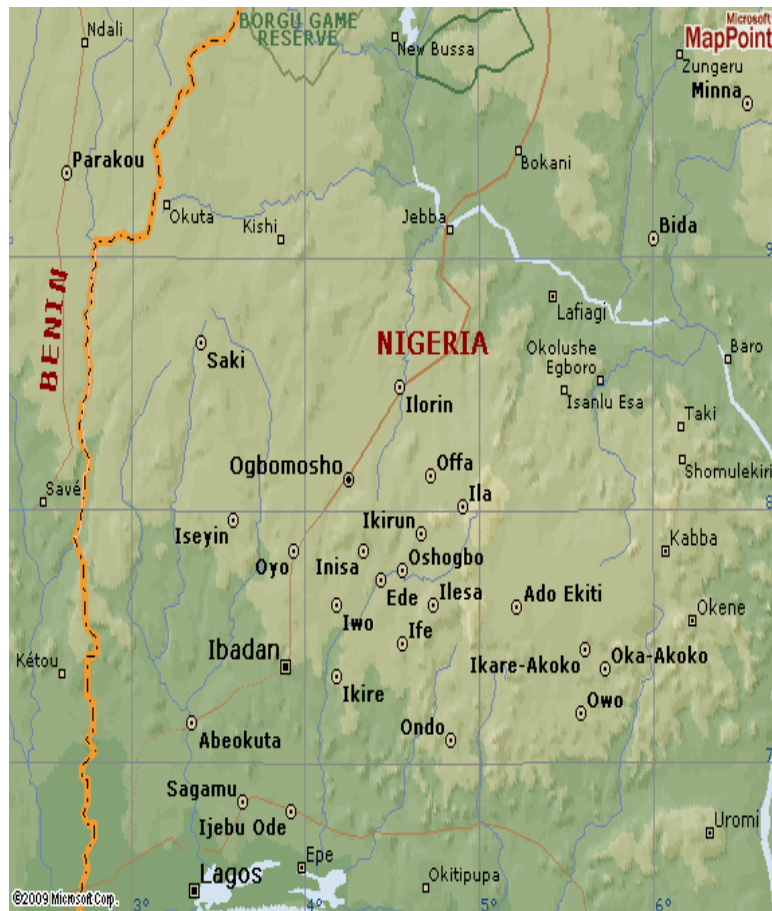 BORGU GAME
RESERVE
Microsoft
MapPoint
Ndali
New Bussa
Zungeru
Minna
Bokani
Parakou
Okuta
Kishi
Jebba
Bida
9
BENIN
Lafiagi
NIGERIA
Saki
Okolushe
Egboro
Baro
Isanlu Esa
Ilorin
Taki
Ogbomosho
Offa
Shomulekiri
Savé
Ila
8
Iseyin
Ikirun
Oyo
Inisa
Oshogbo
Kabba
Ede
Ilesa
Ado Ekiti
Iwo
Okene
Ife
Ibadan
Kétou
Ikare-Akoko
Oka-Akoko
Ikire
Owo
Abeokuta
Ondo
7
Sagamu
Ijebu Ode
Uromi
Epe
Lagos
Okitipupa
©2009 Microsoft Corp.
3°
4°
5°
6°